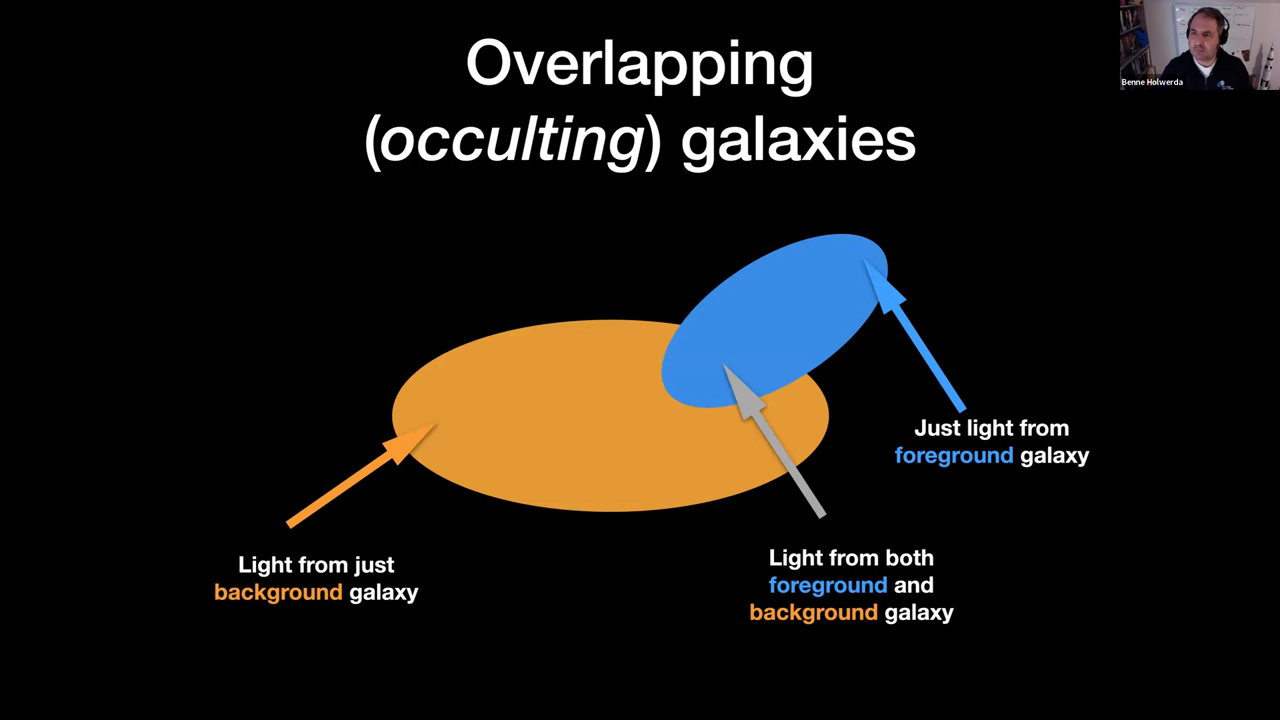 Overlapping
(occulting) galaxies
Benne Holwerda
Just light from
foreground galaxy
Light from just
background galaxy
Light from both
foreground and
background galaxy